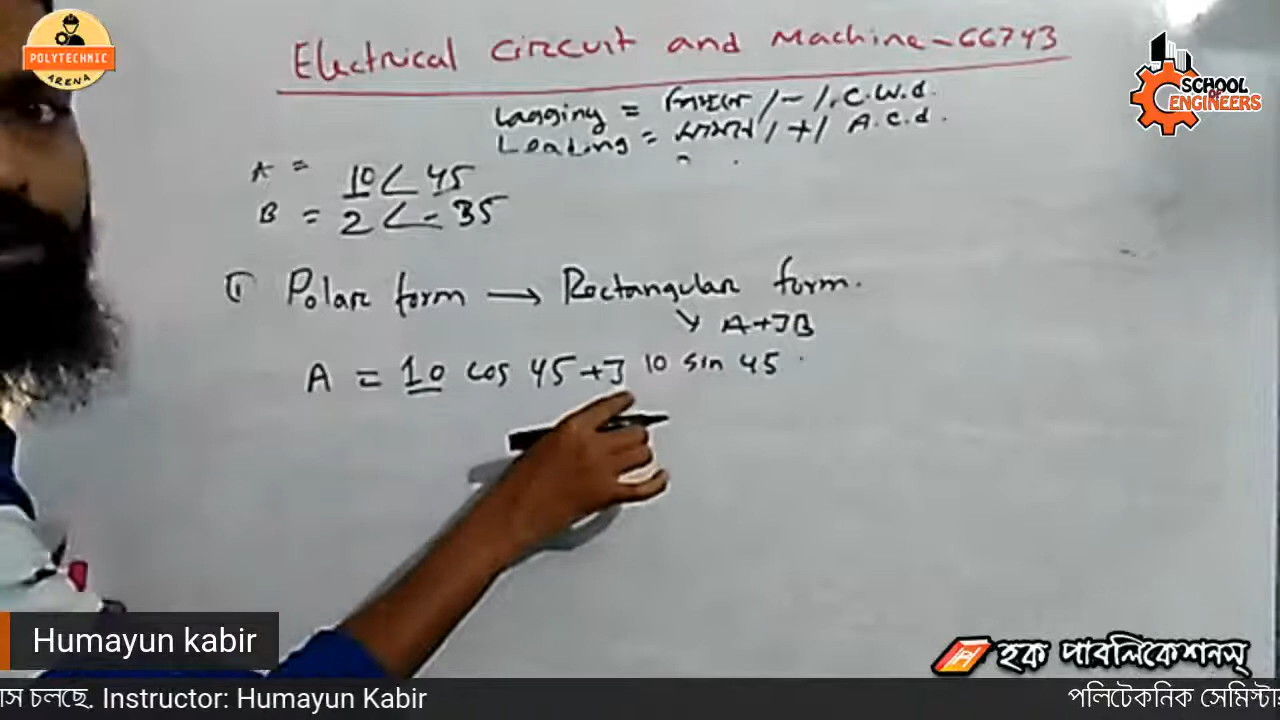 POLYTECHNIC
ARENA
SCHOOL OF
ENGINEERS
Electrical Circuit and Machine-66743
Lagging = পিছনে / - /. C.W.d.
Leading = সামনে / + / A.C.d.
A = 10∠45
B = 2∠-35
Polar form → Rectangular form.
↘ A+JB
A = 10 cos 45 + J 10 sin 45
Humayun kabir
হক পাবলিকেশনস্
াস চলছে. Instructor: Humayun Kabir
পলিটেকনিক সেমিস্টার